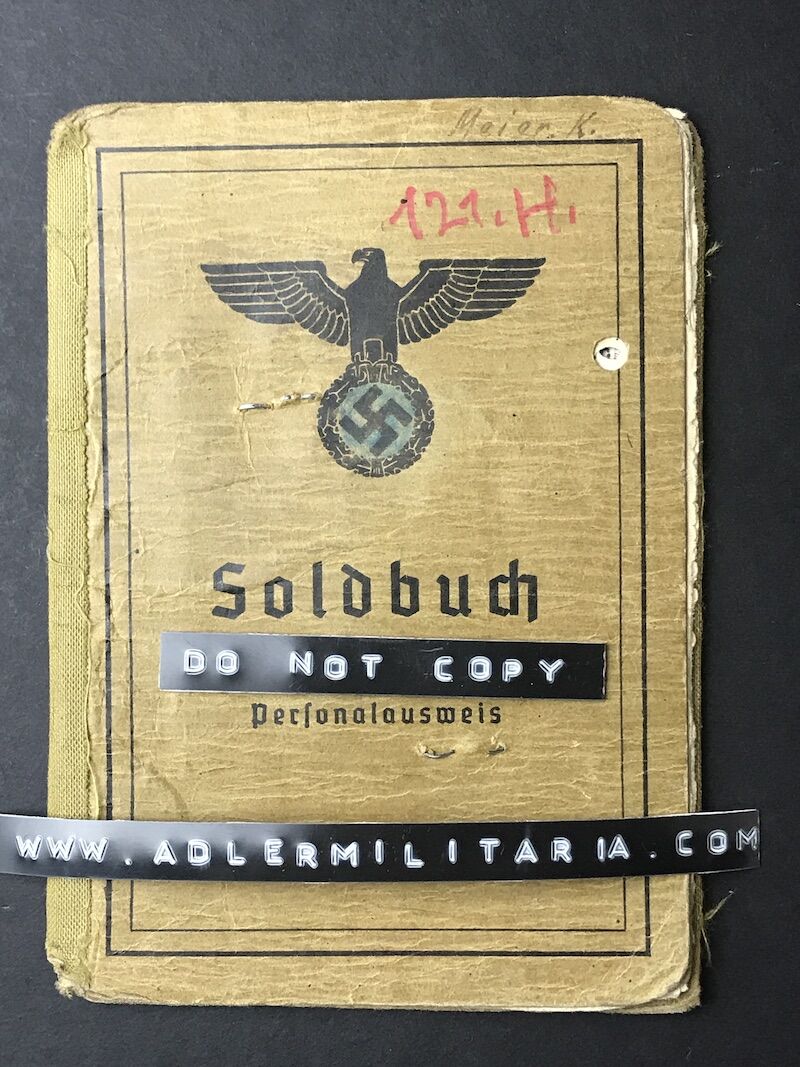 Meier. K.
121. H.
Soldbuch
DO NOT COPY
Personalausweis
WWW.ADLERMILITARIA.COM